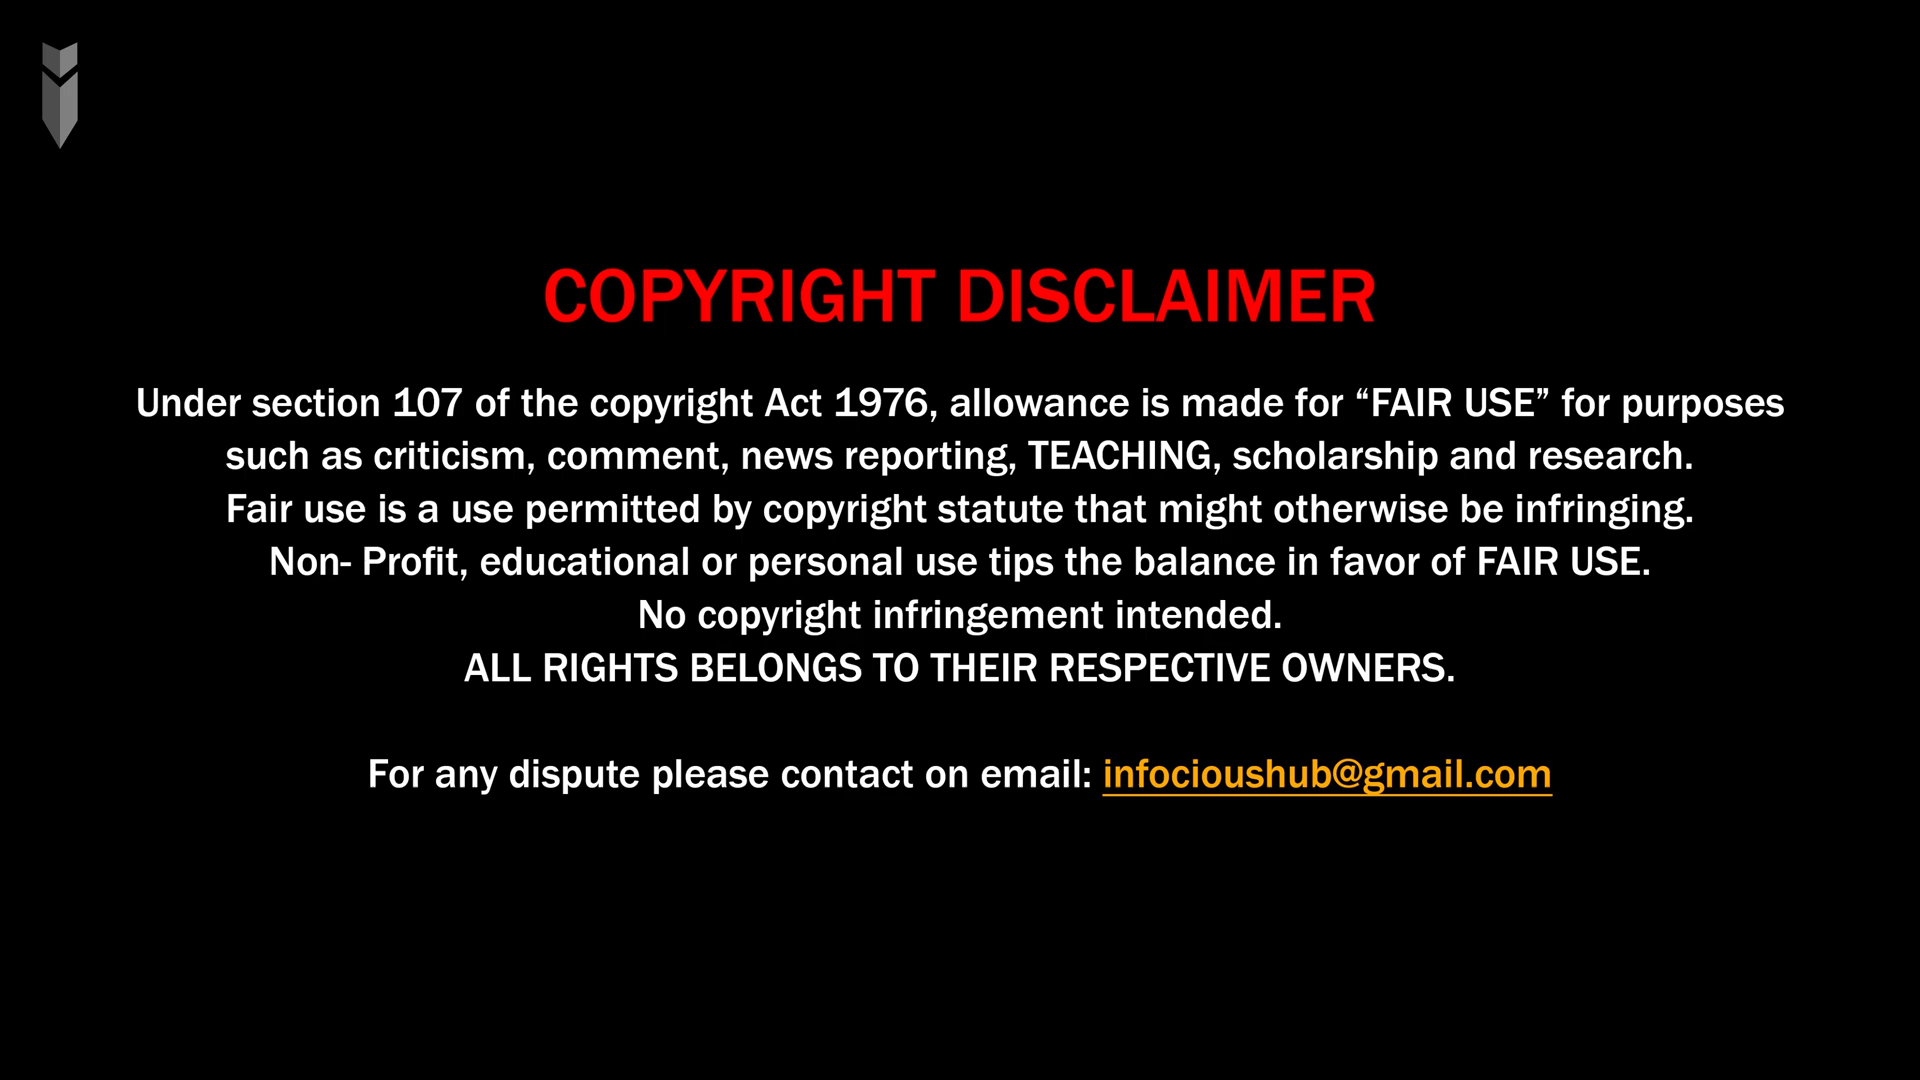 COPYRIGHT DISCLAIMER
Under section 107 of the copyright Act 1976, allowance is made for “FAIR USE” for purposes
such as criticism, comment, news reporting, TEACHING, scholarship and research.
Fair use is a use permitted by copyright statute that might otherwise be infringing.
Non- Profit, educational or personal use tips the balance in favor of FAIR USE.
No copyright infringement intended.
ALL RIGHTS BELONGS TO THEIR RESPECTIVE OWNERS.
For any dispute please contact on email: infocioushub@gmail.com